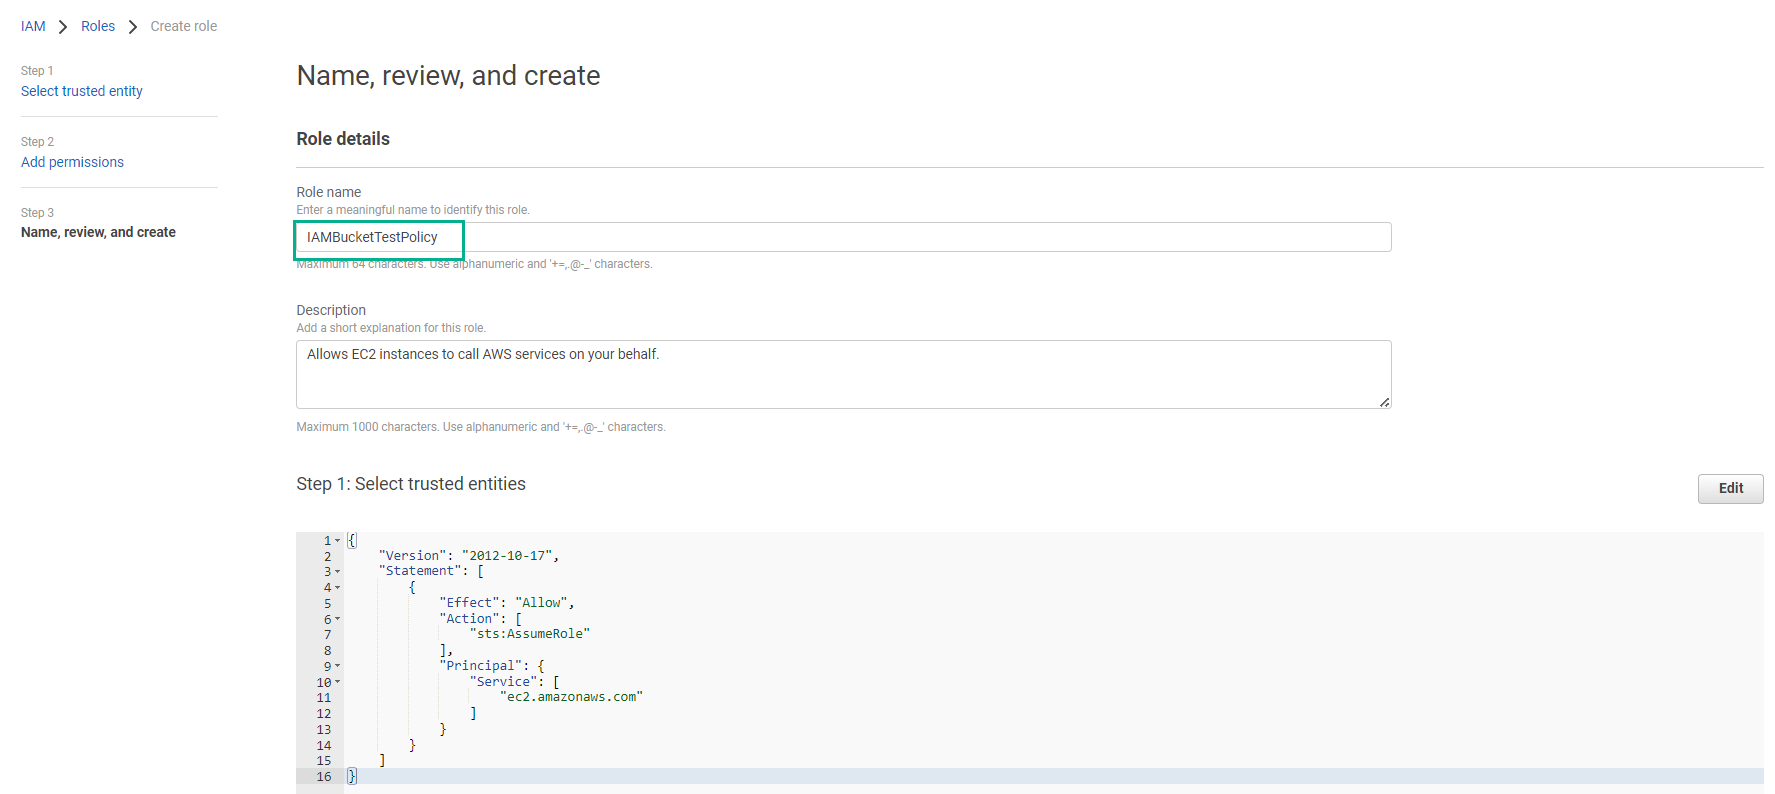 IAM > Roles > Create role
Step 1
Select trusted entity
Step 2
Add permissions
Step 3
Name, review, and create
Name, review, and create
Role details
Role name
Enter a meaningful name to identify this role.
IAMBucketTestPolicy
Maximum 64 characters. Use alphanumeric and '+=,.@-_' characters.
Description
Add a short explanation for this role.
Allows EC2 instances to call AWS services on your behalf.
Maximum 1000 characters. Use alphanumeric and '+=,.@-_' characters.
Step 1: Select trusted entities
Edit
1 {
2     "Version": "2012-10-17",
3     "Statement": [
4         {
5             "Effect": "Allow",
6             "Action": [
7                 "sts:AssumeRole"
8             ],
9             "Principal": {
10                 "Service": [
11                     "ec2.amazonaws.com"
12                 ]
13             }
14         }
15     ]
16 }